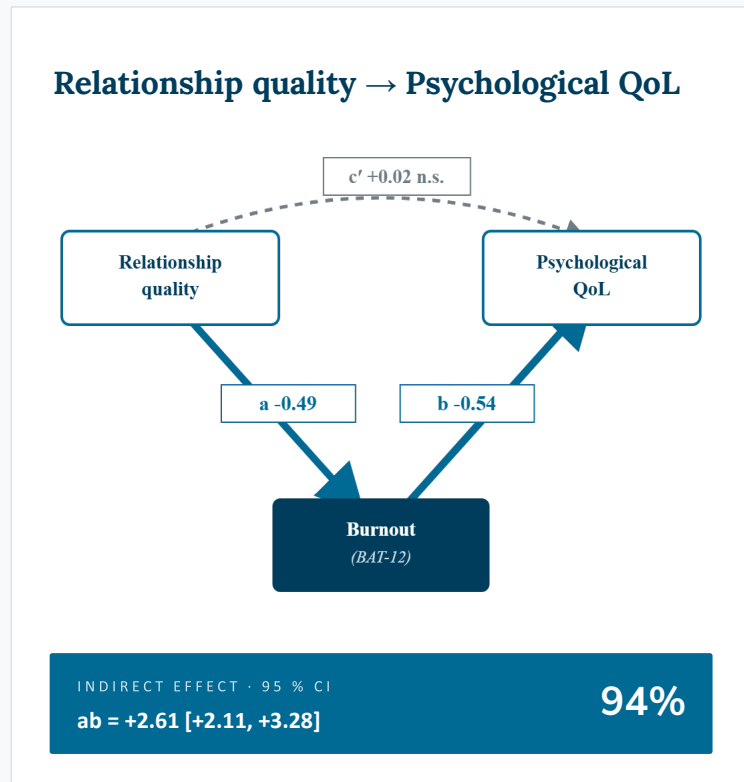 Relationship quality → Psychological QoL
c′ +0.02 n.s.
Relationship
quality
Psychological
QoL
a -0.49
b -0.54
Burnout
(BAT-12)
INDIRECT EFFECT · 95 % CI
ab = +2.61 [+2.11, +3.28]
94%